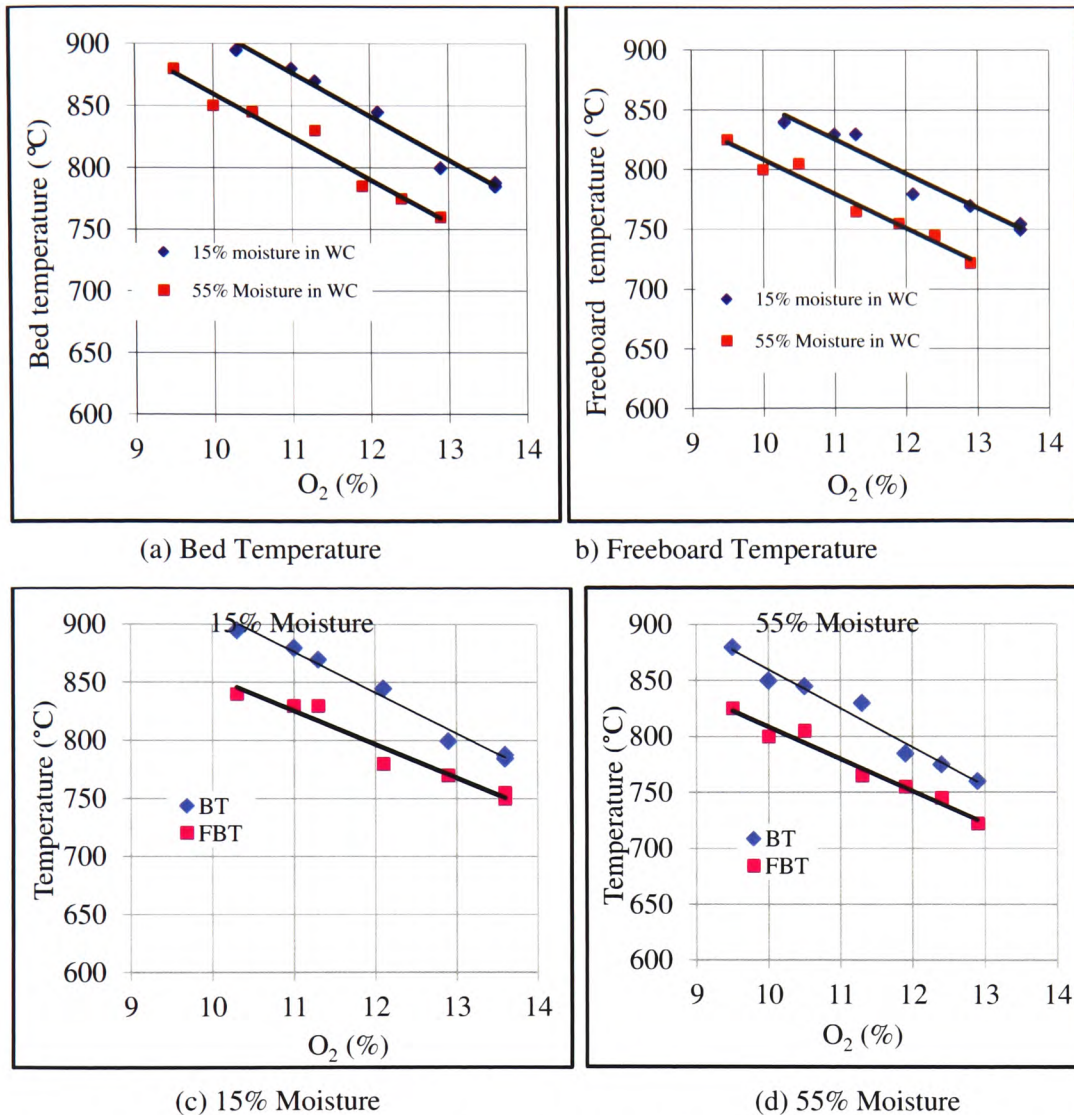 900
850
800
750
700
650
600
Bed temperature (°C)
15% moisture in WC
55% Moisture in WC
9 10 11 12 13 14
O₂ (%)
(a) Bed Temperature
900
850
800
750
700
650
600
Freeboard temperature (°C)
15% moisture in WC
55% Moisture in WC
9 10 11 12 13 14
O₂ (%)
b) Freeboard Temperature
15% Moisture
900
850
800
750
700
650
600
Temperature (°C)
BT
FBT
9 10 11 12 13 14
O₂ (%)
(c) 15% Moisture
55% Moisture
900
850
800
750
700
650
600
Temperature (°C)
BT
FBT
9 10 11 12 13 14
O₂ (%)
(d) 55% Moisture